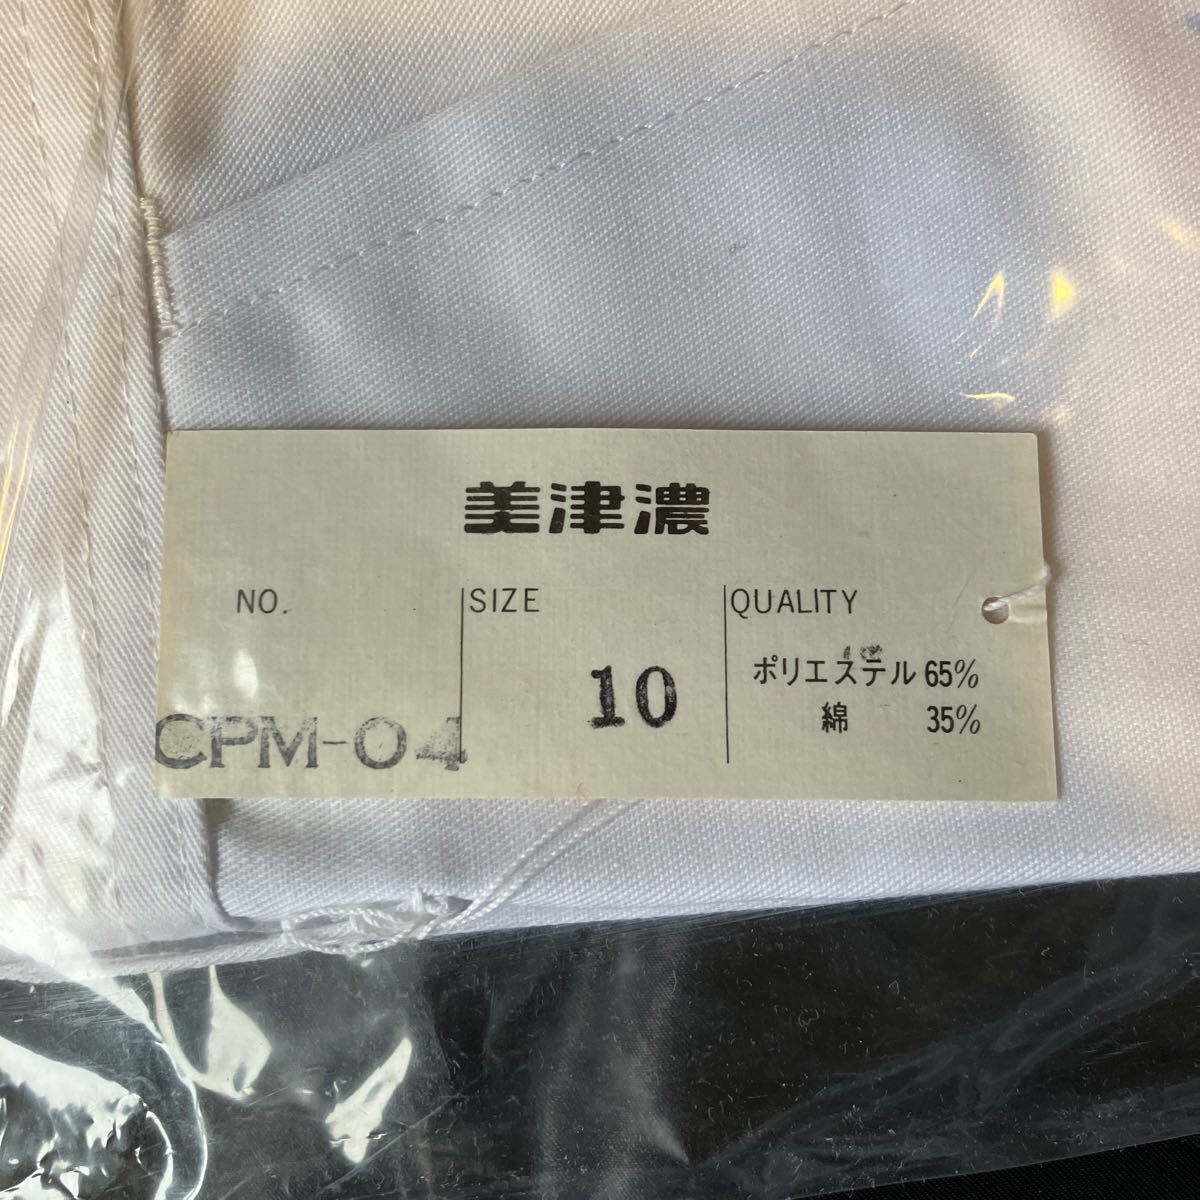 美津濃
NO. SIZE QUALITY
ポリエステル 65%
綿 35%
10
CPM-04